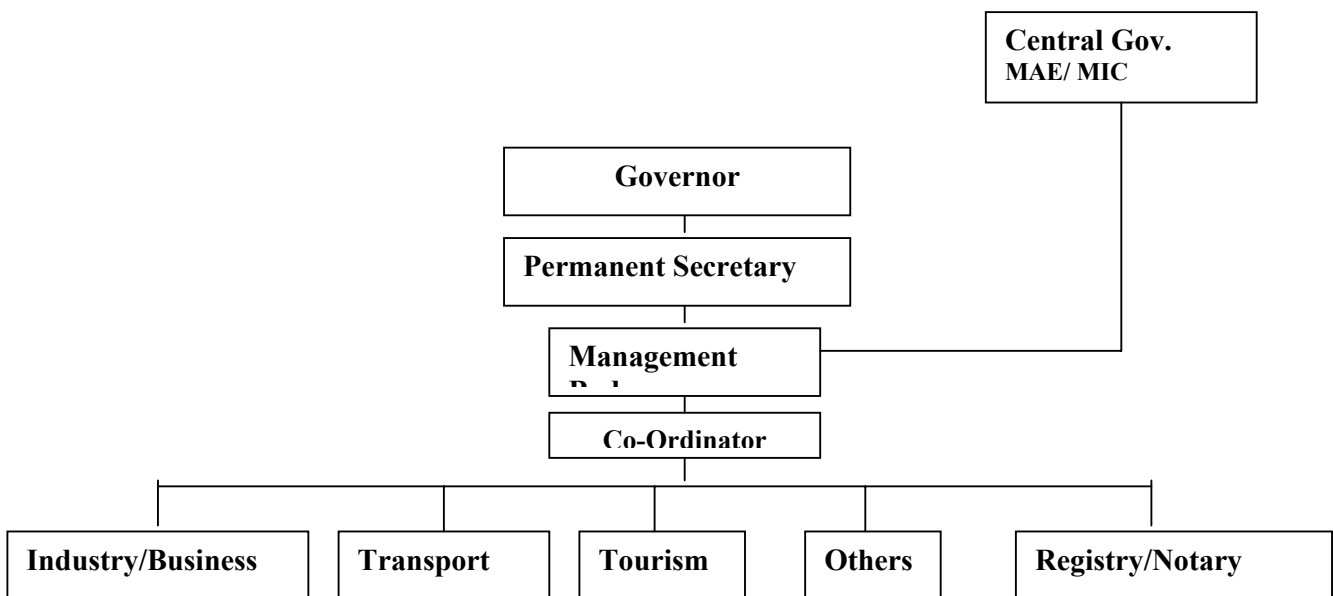 Central Gov.
MAE/ MIC
Governor
Permanent Secretary
Management
Co-Ordinator
Industry/Business
Transport
Tourism
Others
Registry/Notary